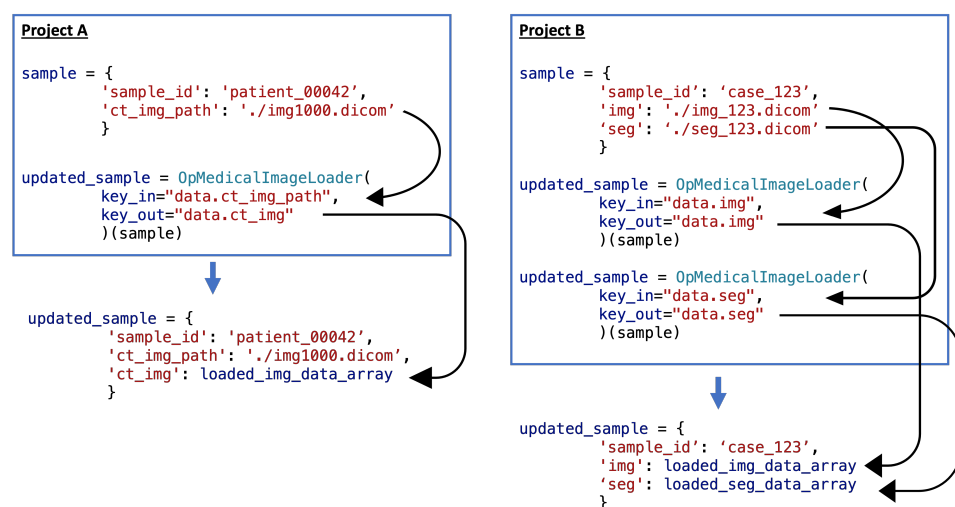 Project A
sample = {
'sample_id': 'patient_00042',
'ct_img_path': './img1000.dicom’
}
updated_sample = OpMedicalImageLoader(
key_in="data.ct_img_path",
key_out="data.ct_img"
)(sample)
updated_sample = {
'sample_id': 'patient_00042',
'ct_img_path': './img1000.dicom’,
'ct_img': loaded_img_data_array
}
Project B
sample = {
'sample_id’: ‘case_123’,
'img': './img_123.dicom’
‘seg': ‘./seg_123.dicom’
}
updated_sample = OpMedicalImageLoader(
key_in="data.img",
key_out="data.img"
)(sample)
updated_sample = OpMedicalImageLoader(
key_in="data.seg",
key_out="data.seg"
)(sample)
updated_sample = {
'sample_id’: ‘case_123’,
'img': loaded_img_data_array
‘seg': loaded_seg_data_array
}